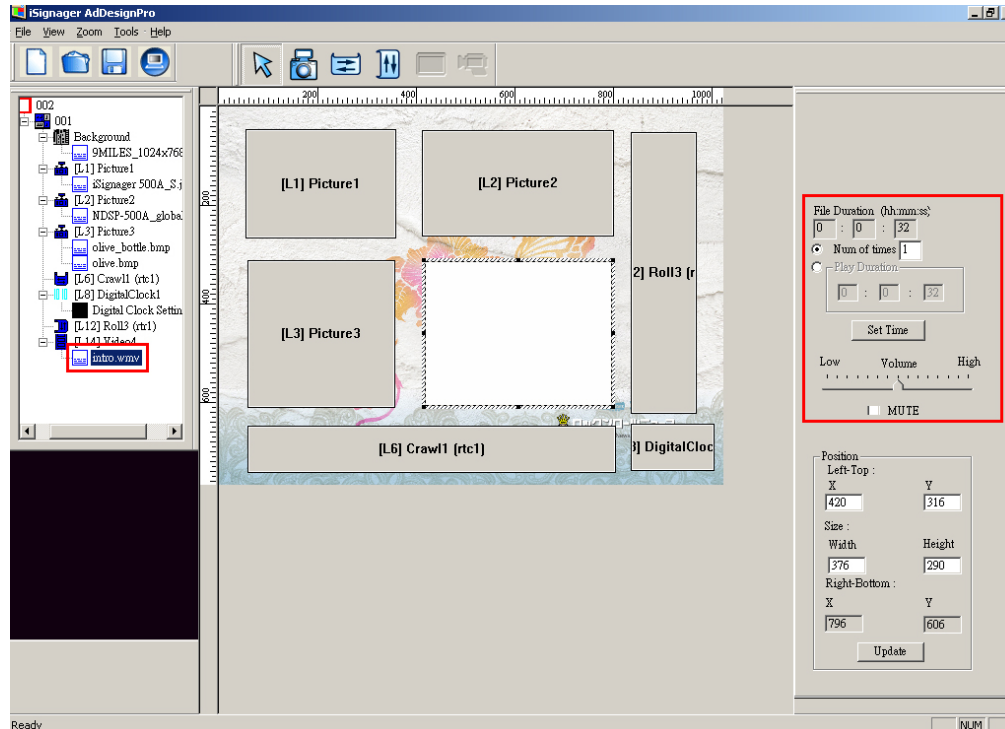 iSignager AdDesignPro
File View Zoom Tools Help
002
001
Background
9MILES_1024x768
[L1] Picture1
iSignager 500A_S.j
[L2] Picture2
NDSP-500A_global
[L3] Picture3
olive_bottle.bmp
olive.bmp
[L6] Crawl1 (rtc1)
[L8] DigitalClock1
Digital Clock Settin
[L12] Roll3 (rtr1)
[L14] Video4
intro.wmv
200 400 600 800 1000
200
400
600
[L1] Picture1
[L2] Picture2
2] Roll3 (r
[L3] Picture3
[L6] Crawl1 (rtc1)
8] DigitalCloc
File Duration (hh:mm:ss)
0 : 0 : 32
Num of times 1
Play Duration
0 : 0 : 32
Set Time
Low Volume High
MUTE
Position
Left-Top :
X Y
420 316
Size :
Width Height
376 290
Right-Bottom :
X Y
796 606
Update
Ready
NUM